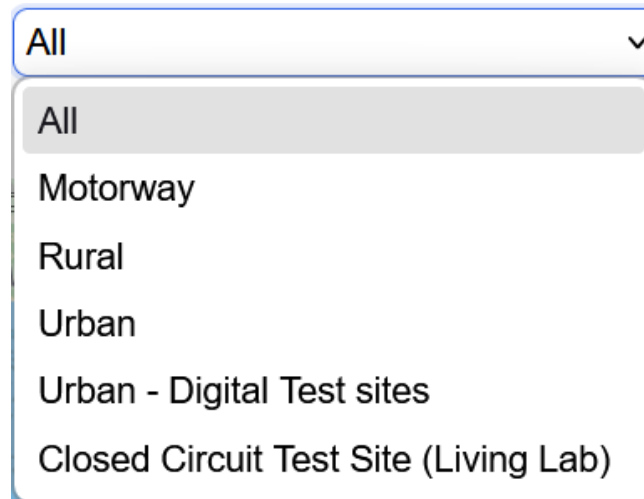 All
All
Motorway
Rural
Urban
Urban - Digital Test sites
Closed Circuit Test Site (Living Lab)